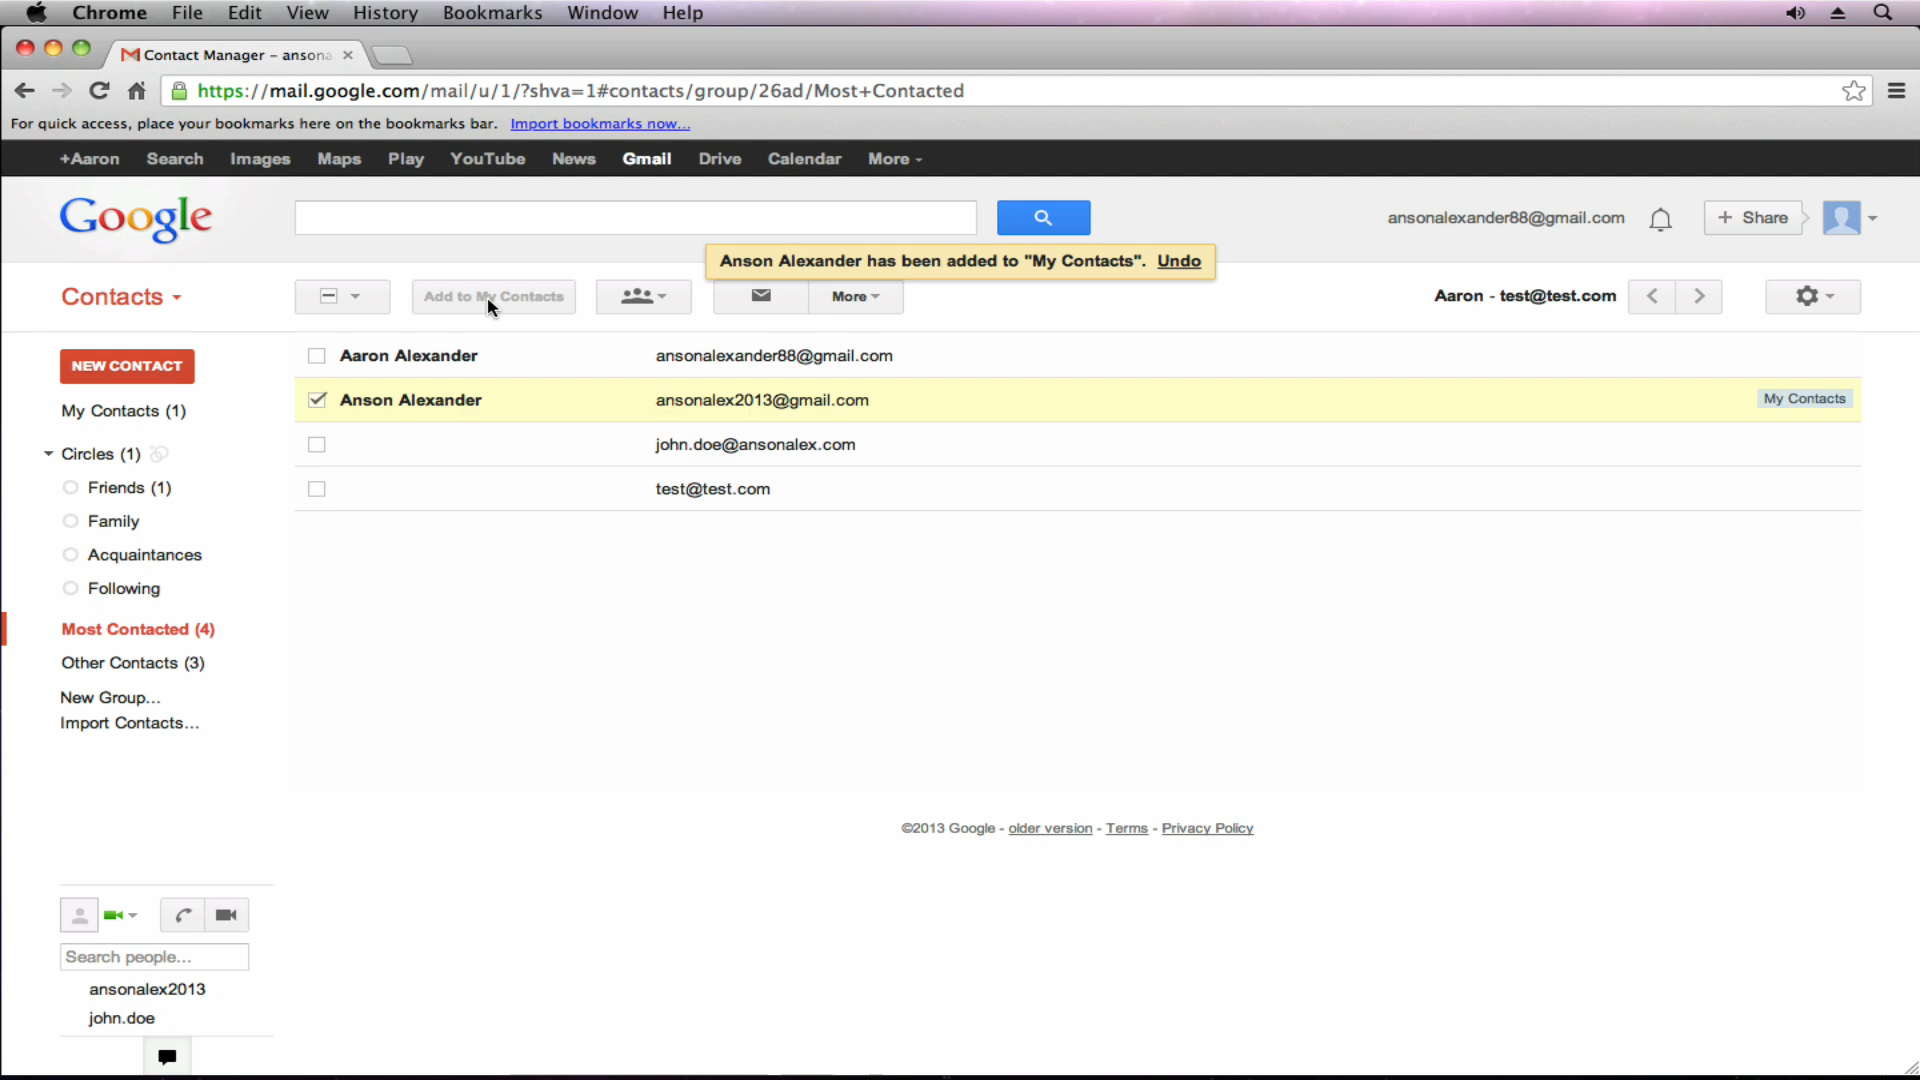 Chrome File Edit View History Bookmarks Window Help
Contact Manager – ansona
https://mail.google.com/mail/u/1/?shva=1#contacts/group/26ad/Most+Contacted
For quick access, place your bookmarks here on the bookmarks bar. Import bookmarks now...
+Aaron Search Images Maps Play YouTube News Gmail Drive Calendar More
Google
ansonalexander88@gmail.com
+ Share
Anson Alexander has been added to "My Contacts". Undo
Contacts
Add to My Contacts
More
Aaron - test@test.com
NEW CONTACT
My Contacts (1)
Circles (1)
Friends (1)
Family
Acquaintances
Following
Most Contacted (4)
Other Contacts (3)
New Group...
Import Contacts...
Aaron Alexander ansonalexander88@gmail.com
Anson Alexander ansonalex2013@gmail.com My Contacts
john.doe@ansonalex.com
test@test.com
©2013 Google - older version - Terms - Privacy Policy
Search people...
ansonalex2013
john.doe